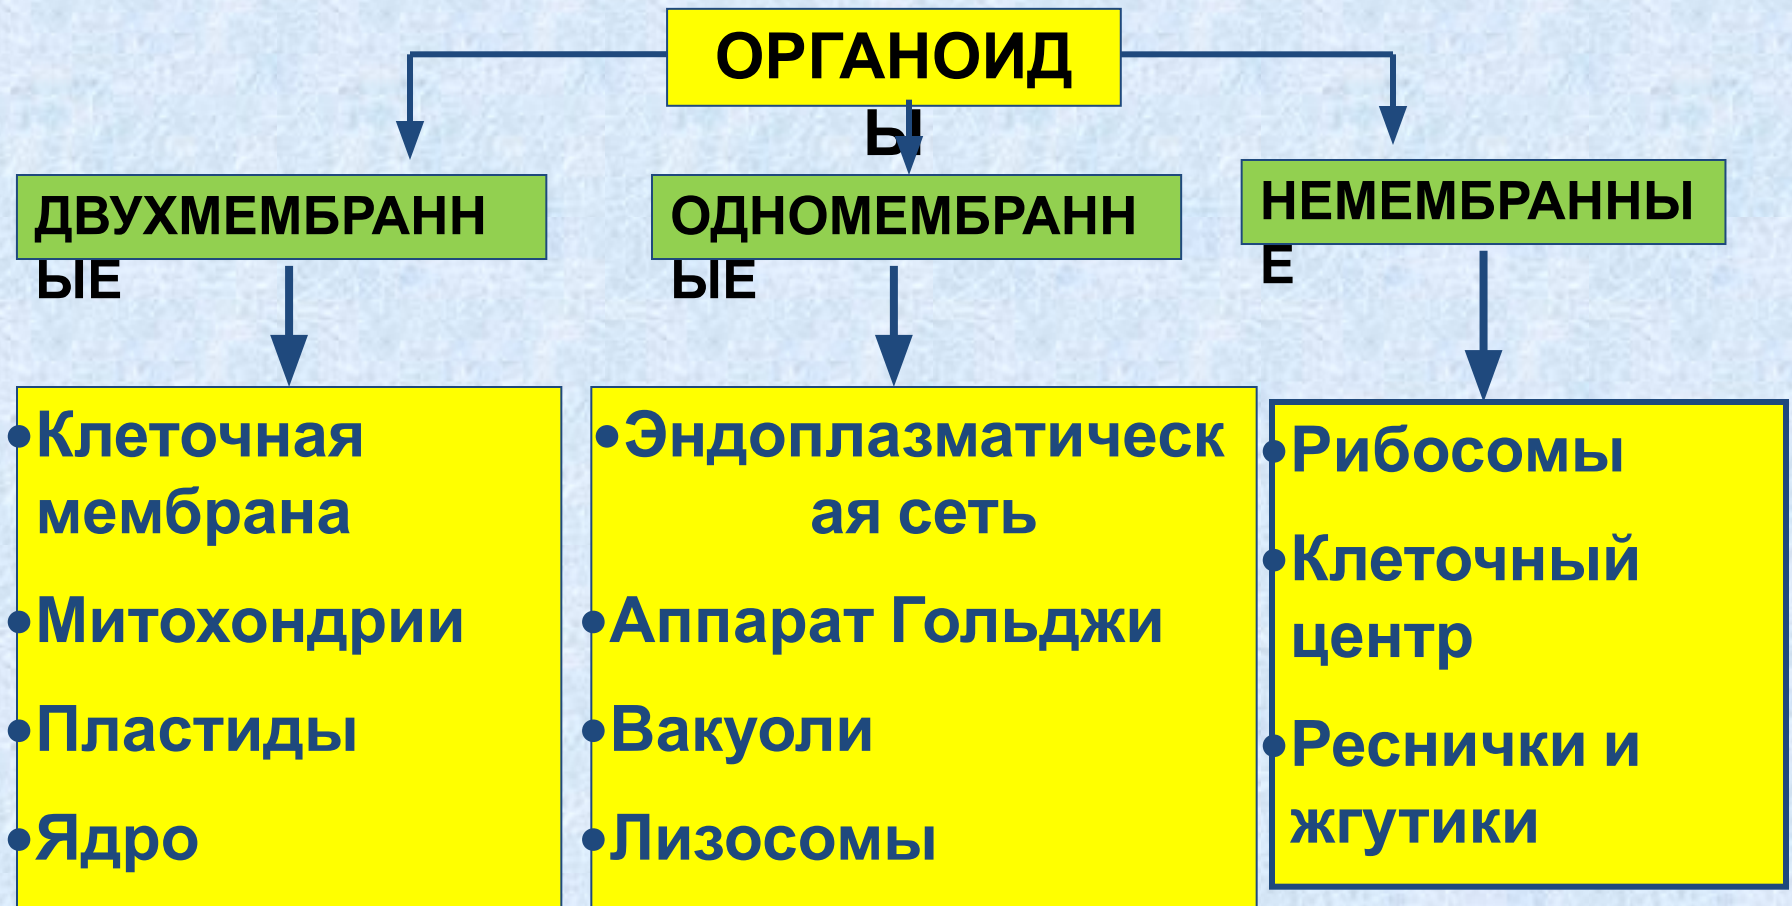 ОРГАНОИД
Ы
ДВУХМЕМБРАНН
ЫЕ
ОДНОМЕМБРАНН
ЫЕ
НЕМЕМБРАННЫ
Е
•Клеточная
мембрана
•Митохондрии
•Пластиды
•Ядро
•Эндоплазматическ
ая сеть
•Аппарат Гольджи
•Вакуоли
•Лизосомы
•Рибосомы
•Клеточный
центр
•Реснички и
жгутики